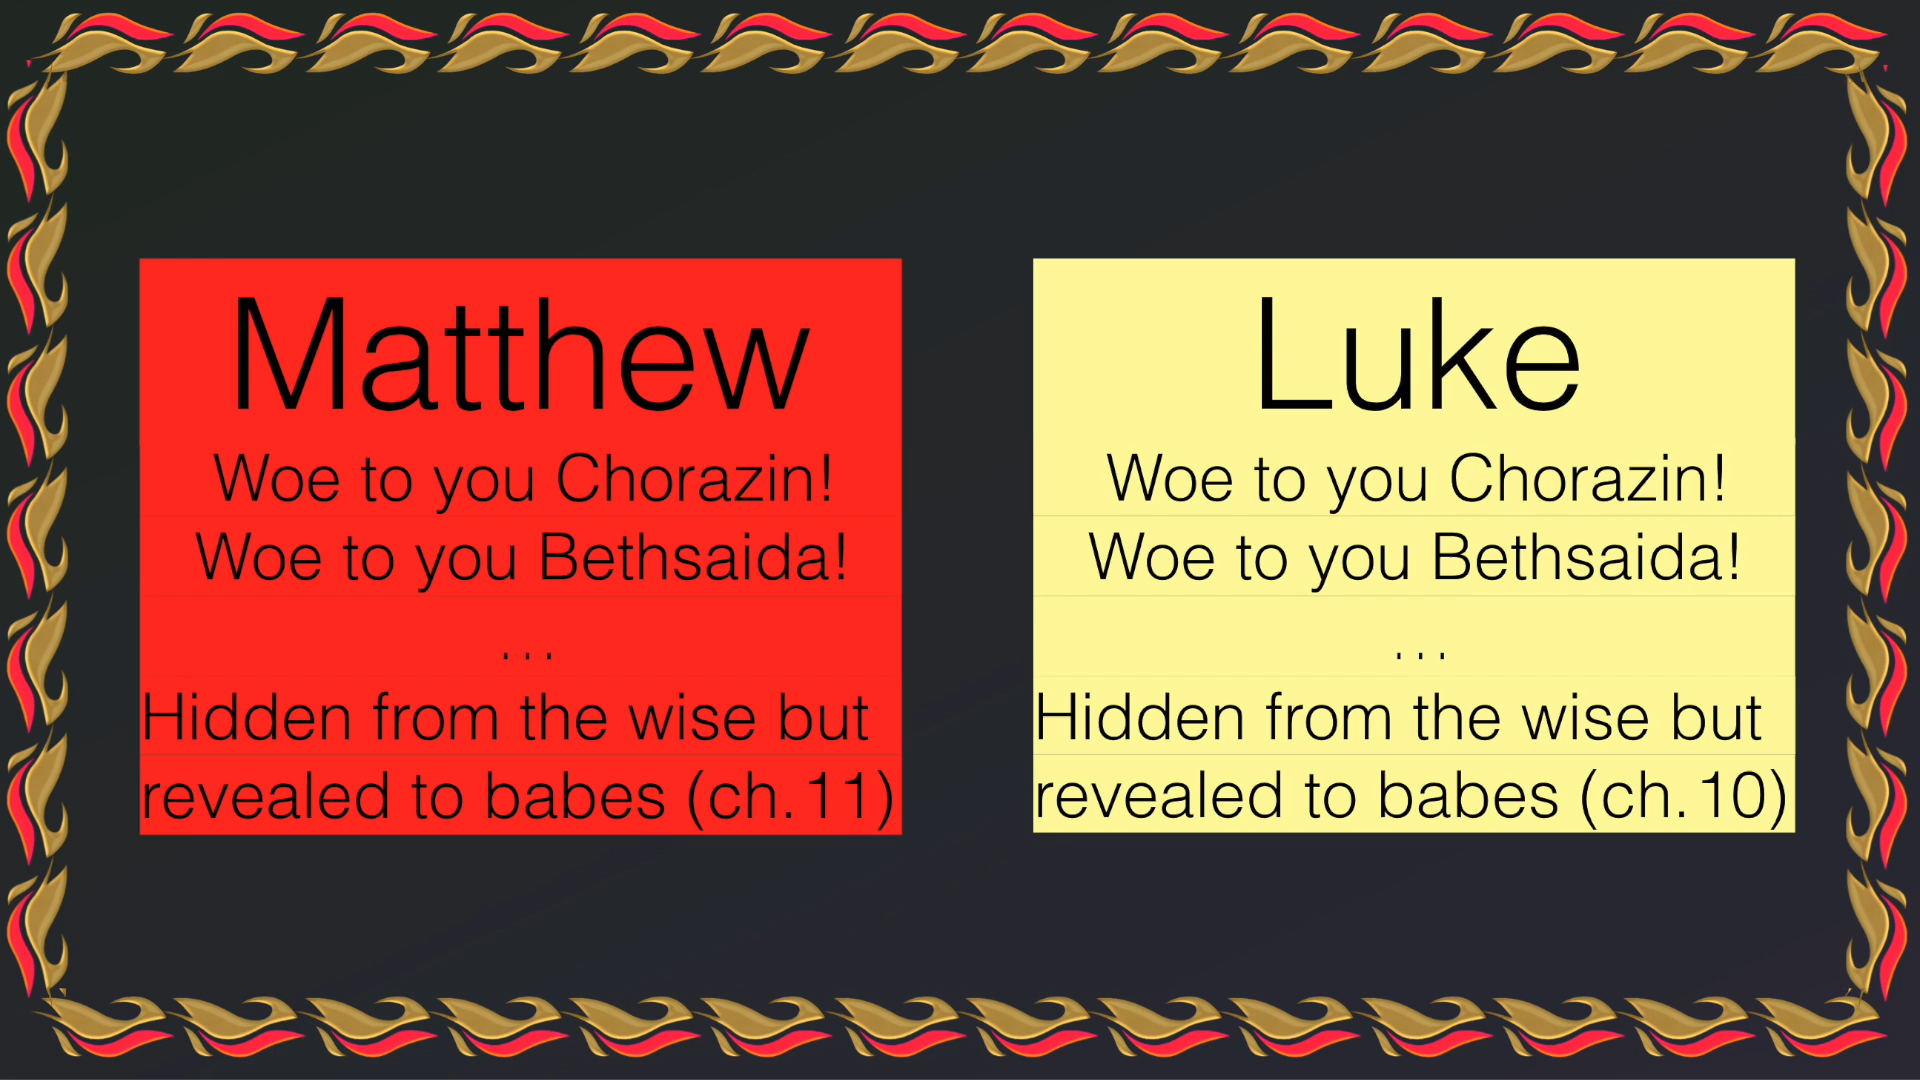 Matthew
Woe to you Chorazin!
Woe to you Bethsaida!
...
Hidden from the wise but
revealed to babes (ch. 11)
Luke
Woe to you Chorazin!
Woe to you Bethsaida!
...
Hidden from the wise but
revealed to babes (ch. 10)